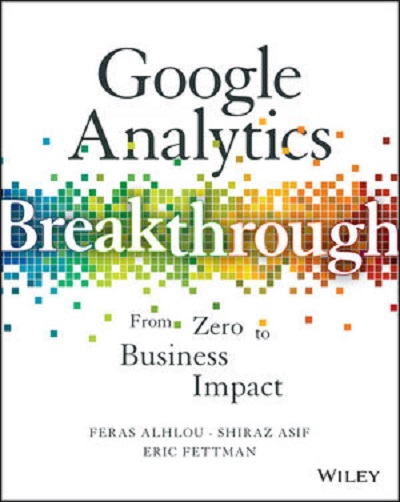 Google
Analytics
Breakthrough
From Zero to
Business
Impact
FERAS ALHLOU · SHIRAZ ASIF
ERIC FETTMAN
WILEY